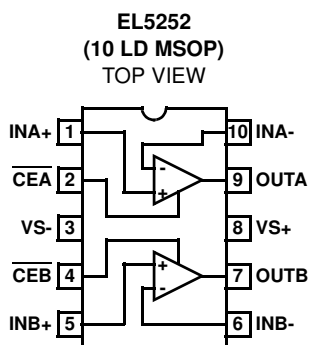 EL5252
(10 LD MSOP)
TOP VIEW
INA+ 1 10 INA-
CEA 2 - + 9 OUTA
VS- 3 8 VS+
CEB 4 + - 7 OUTB
INB+ 5 6 INB-